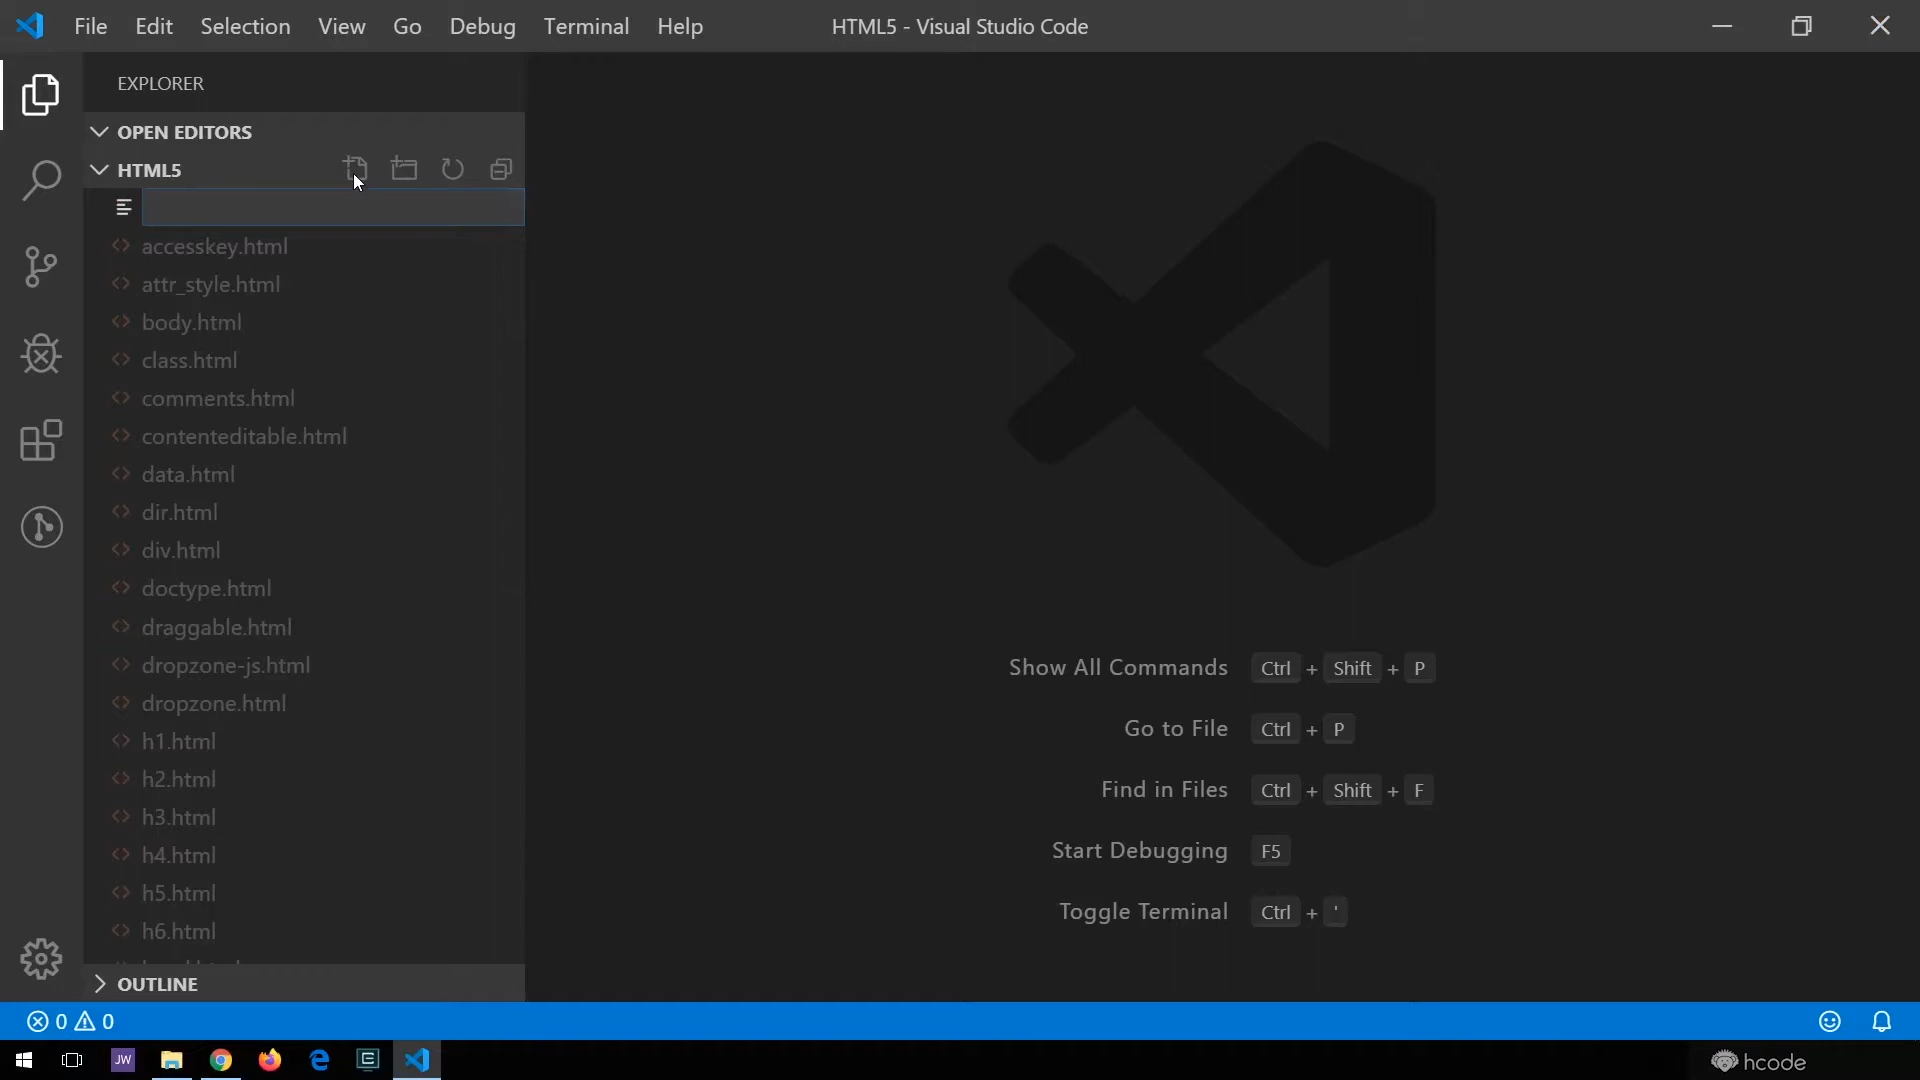 File Edit Selection View Go Debug Terminal Help HTML5 - Visual Studio Code
EXPLORER
OPEN EDITORS
HTML5
accesskey.html
attr_style.html
body.html
class.html
comments.html
contenteditable.html
data.html
dir.html
div.html
doctype.html
draggable.html
dropzone-js.html
dropzone.html
h1.html
h2.html
h3.html
h4.html
h5.html
h6.html
OUTLINE
Show All Commands Ctrl + Shift + P
Go to File Ctrl + P
Find in Files Ctrl + Shift + F
Start Debugging F5
Toggle Terminal Ctrl + '
0 0
JW
hcode